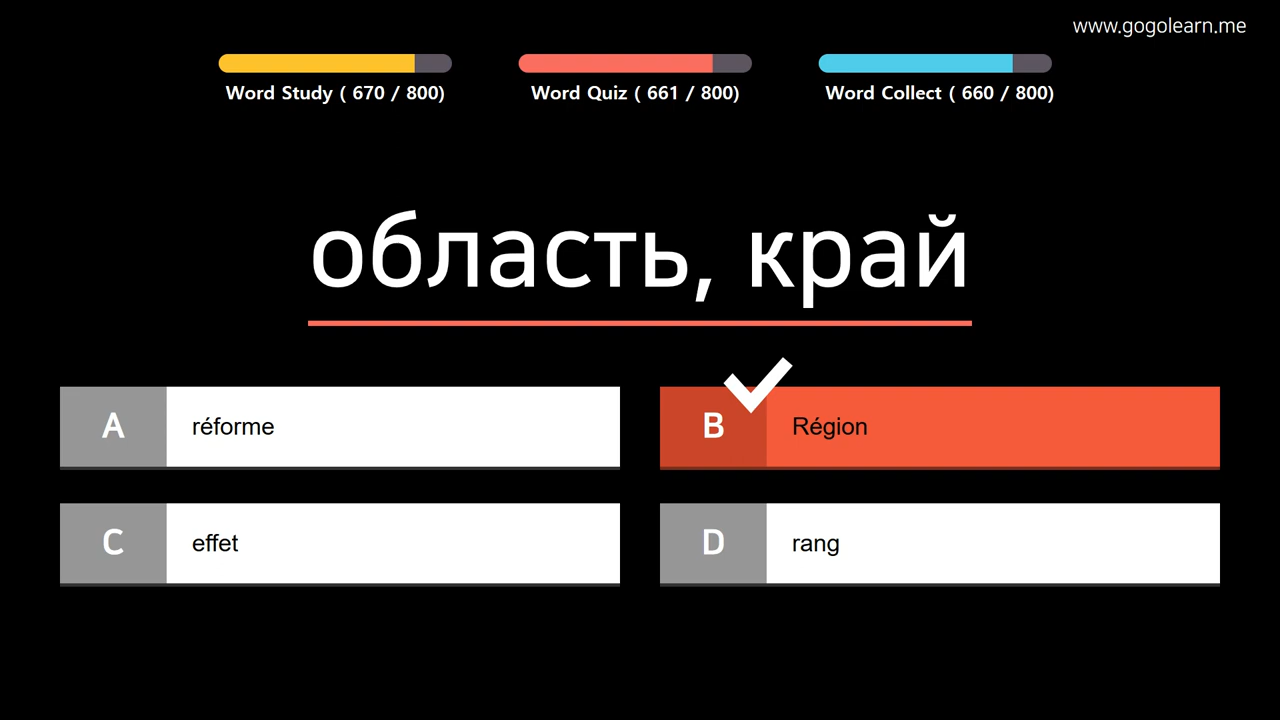 www.gogolearn.me
Word Study ( 670 / 800)
Word Quiz ( 661 / 800)
Word Collect ( 660 / 800)
область, край
A réforme
B Région
C effet
D rang